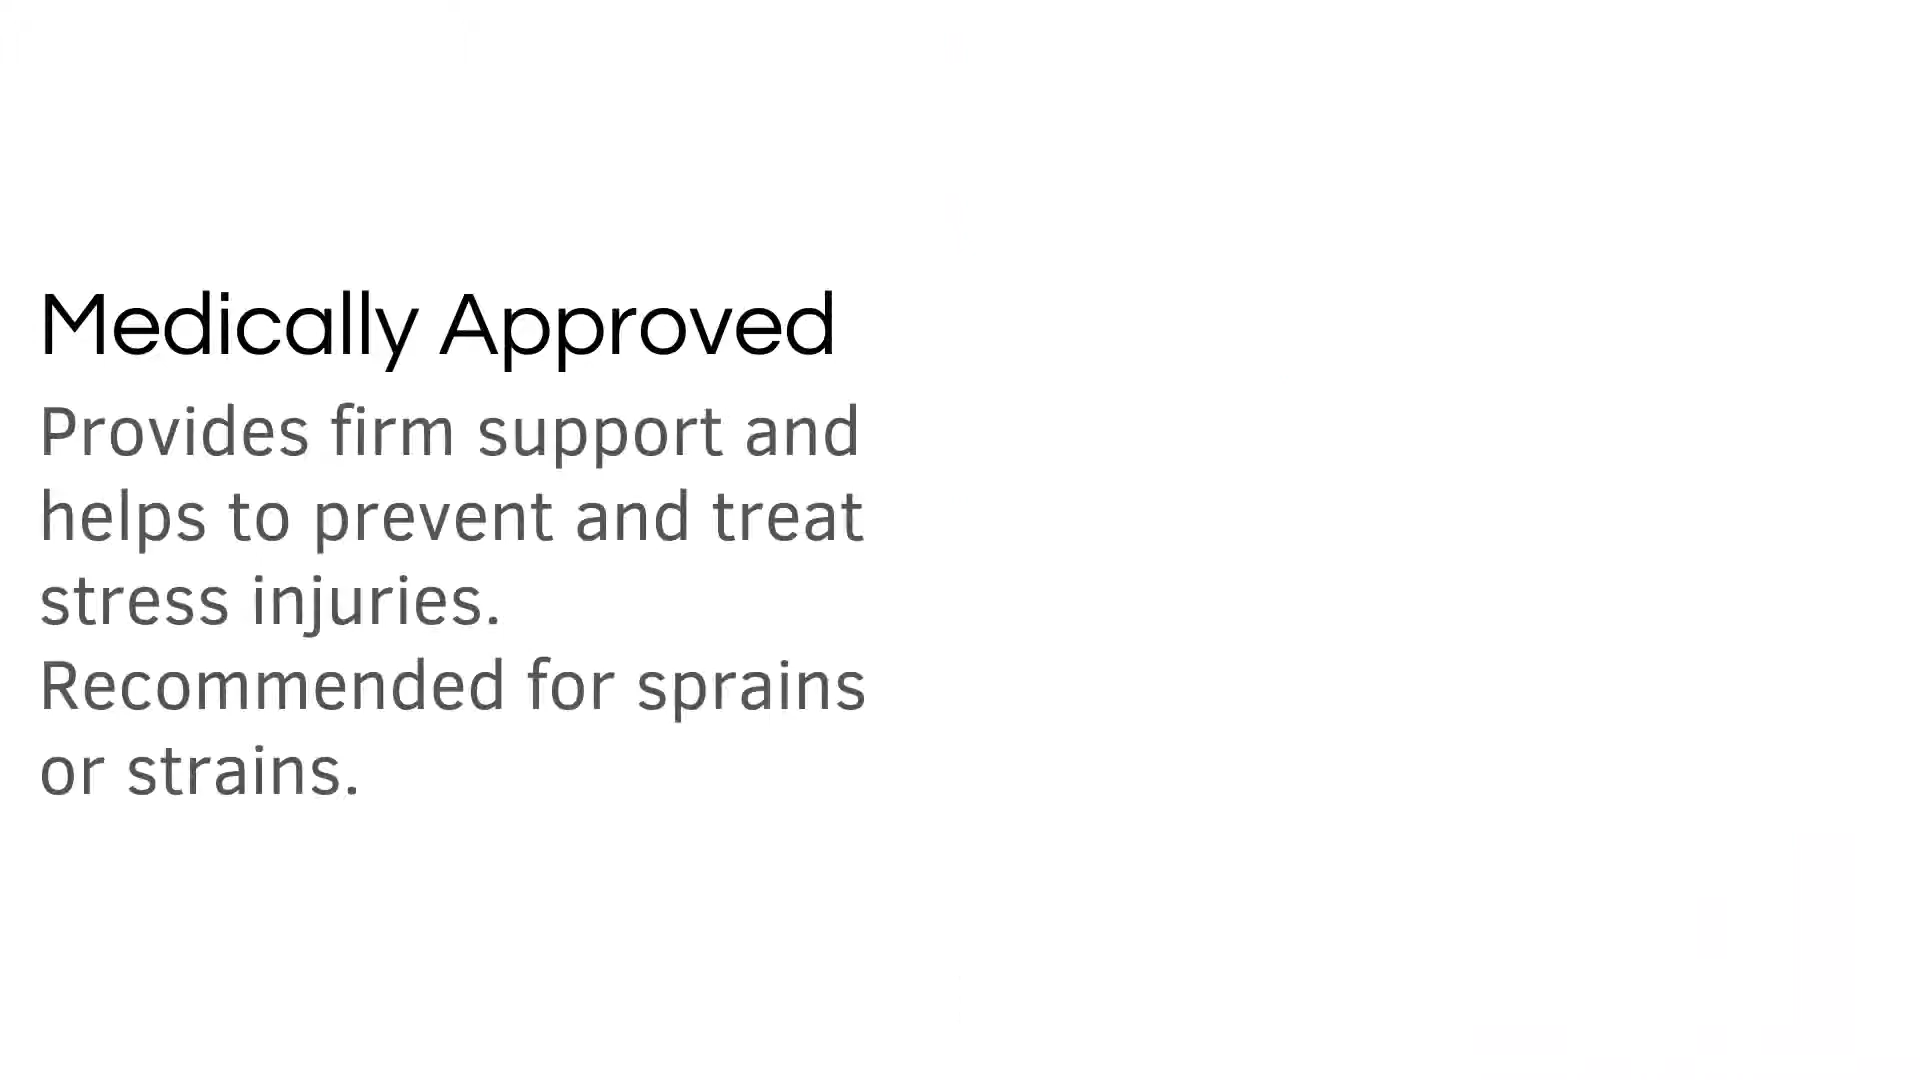 Medically Approved
Provides firm support and
helps to prevent and treat
stress injuries.
Recommended for sprains
or strains.